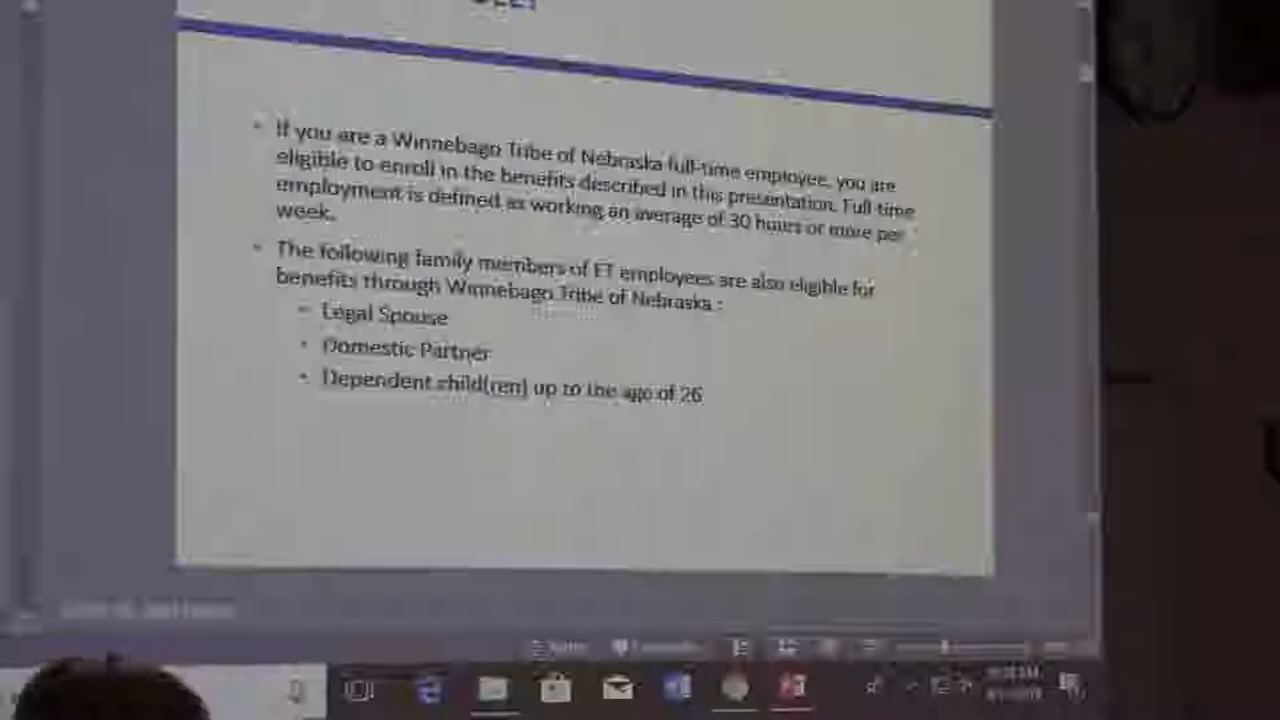 If you are a Winnebago Tribe of Nebraska full-time employee, you are
eligible to enroll in the benefits described in this presentation. Full-time
employment is defined as working an average of 30 hours or more per
week.
The following family members of FT employees are also eligible for
benefits through Winnebago Tribe of Nebraska :
Legal Spouse
Domestic Partner
Dependent child(ren) up to the age of 26